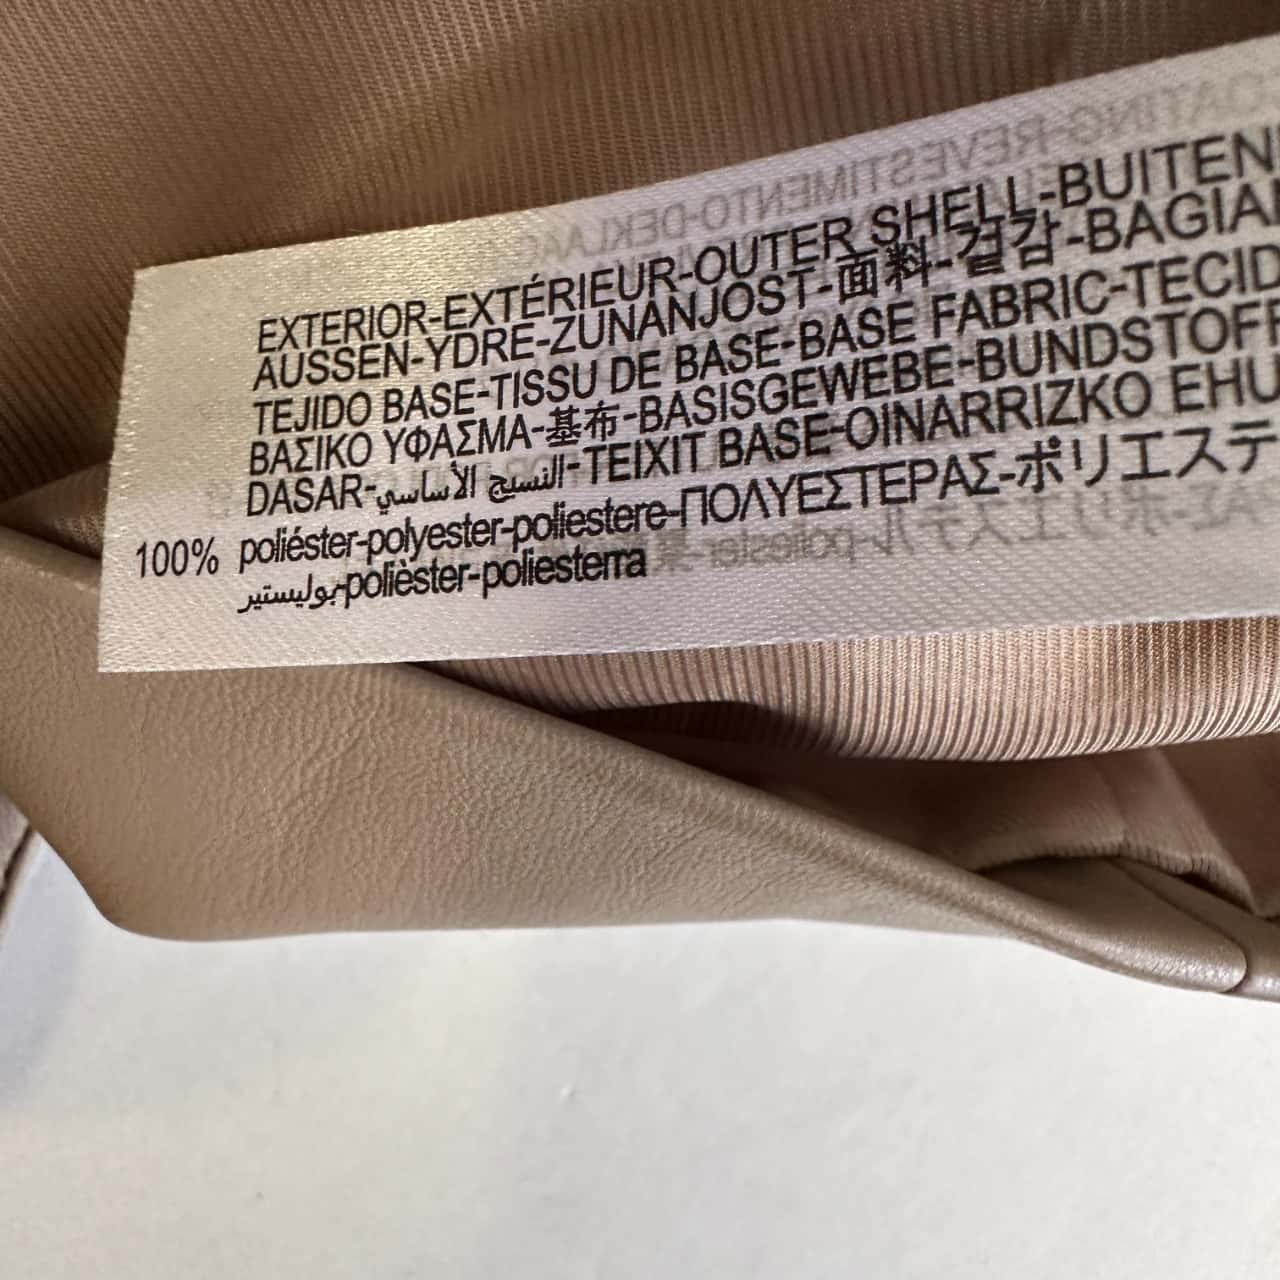 EXTERIOR-EXTÉRIEUR-OUTER SHELL-BUITEN
AUSSEN-YDRE-ZUNANJOST-面料-겉감-BAGIA
TEJIDO BASE-TISSU DE BASE-BASE FABRIC-TECID
ΒΑΣΙΚΟ ΥΦΑΣΜΑ-基布-BASISGEWEBE-BUNDSTOFF
DASAR-النسيج الأساسي-TEIXIT BASE-OINARRIZKO EHU
100% poliéster-polyester-poliestere-ΠΟΛΥΕΣΤΕΡΑΣ-ポリエステ
بوليستير-polièster-poliesterra